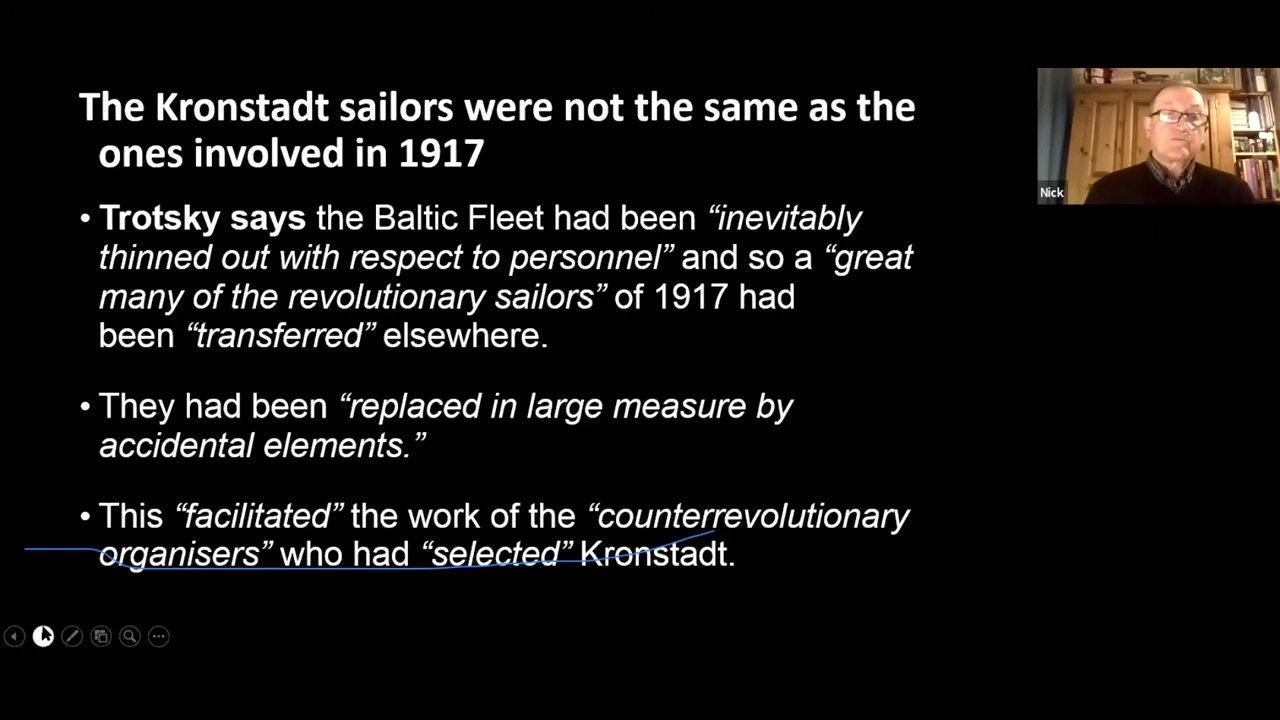 The Kronstadt sailors were not the same as the
ones involved in 1917
• Trotsky says the Baltic Fleet had been “inevitably
thinned out with respect to personnel” and so a “great
many of the revolutionary sailors” of 1917 had
been “transferred” elsewhere.
• They had been “replaced in large measure by
accidental elements.”
• This “facilitated” the work of the “counterrevolutionary
organisers” who had “selected” Kronstadt.
Nick